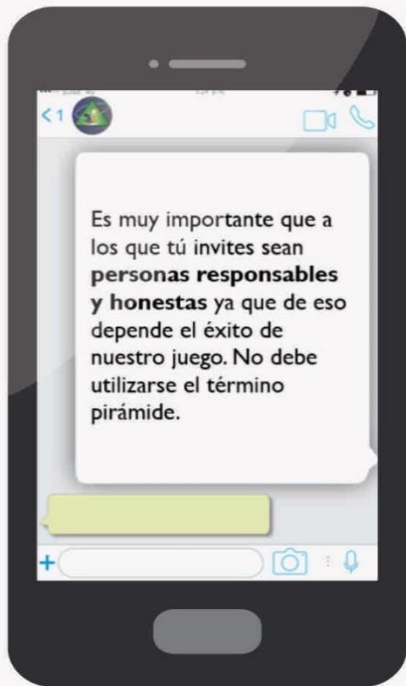 < 1
Es muy importante que a
los que tú invites sean
personas responsables
y honestas ya que de eso
depende el éxito de
nuestro juego. No debe
utilizarse el término
pirámide.